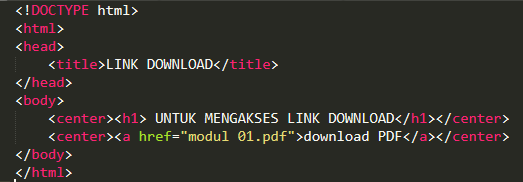 <!DOCTYPE html>
<html>
<head>
    <title>LINK DOWNLOAD</title>
</head>
<body>
    <center><h1> UNTUK MENGAKSES LINK DOWNLOAD</h1></center>
    <center><a href="modul 01.pdf">download PDF</a></center>
</body>
</html>